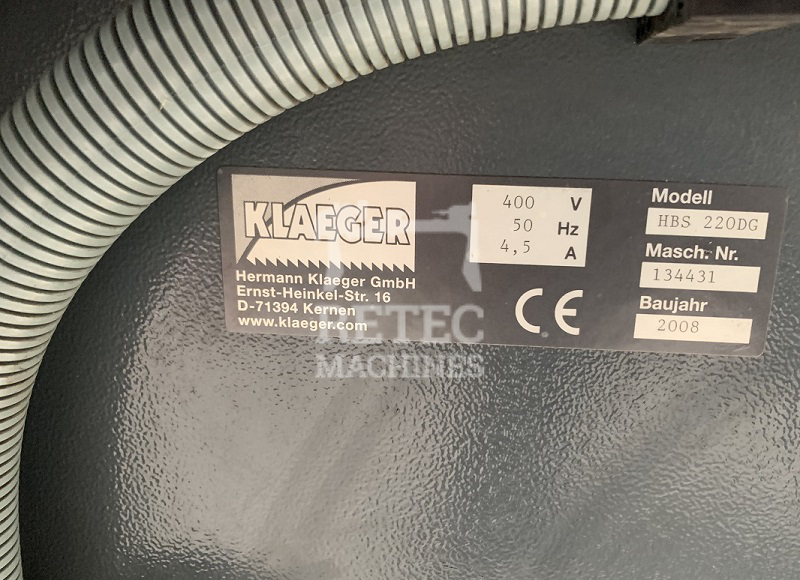 KLAEGER
Hermann Klaeger GmbH
Ernst-Heinkel-Str. 16
D-71394 Kernen
www.klaeger.com
400 V
50 Hz
4,5 A
CE
Modell
HBS 220DG
Masch. Nr.
134431
Baujahr
2008
RETEC
MACHINES